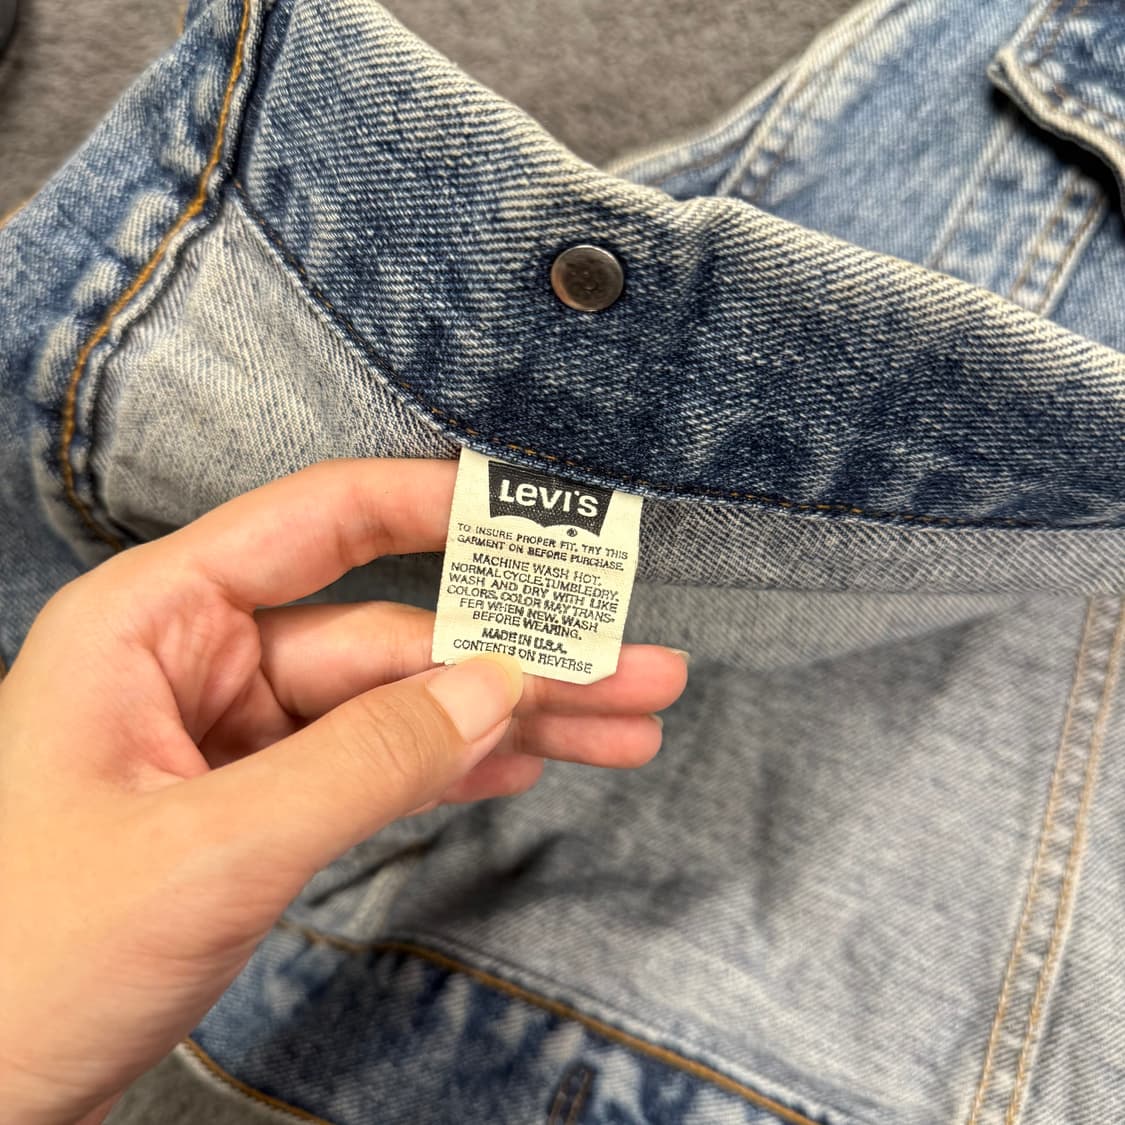 Levi's
®
TO INSURE PROPER FIT, TRY THIS
GARMENT ON BEFORE PURCHASE.
MACHINE WASH HOT,
NORMAL CYCLE, TUMBLE DRY.
WASH AND DRY WITH LIKE
COLORS. COLOR MAY TRANS-
FER WHEN NEW. WASH
BEFORE WEARING.
MADE IN U.S.A.
CONTENTS ON REVERSE